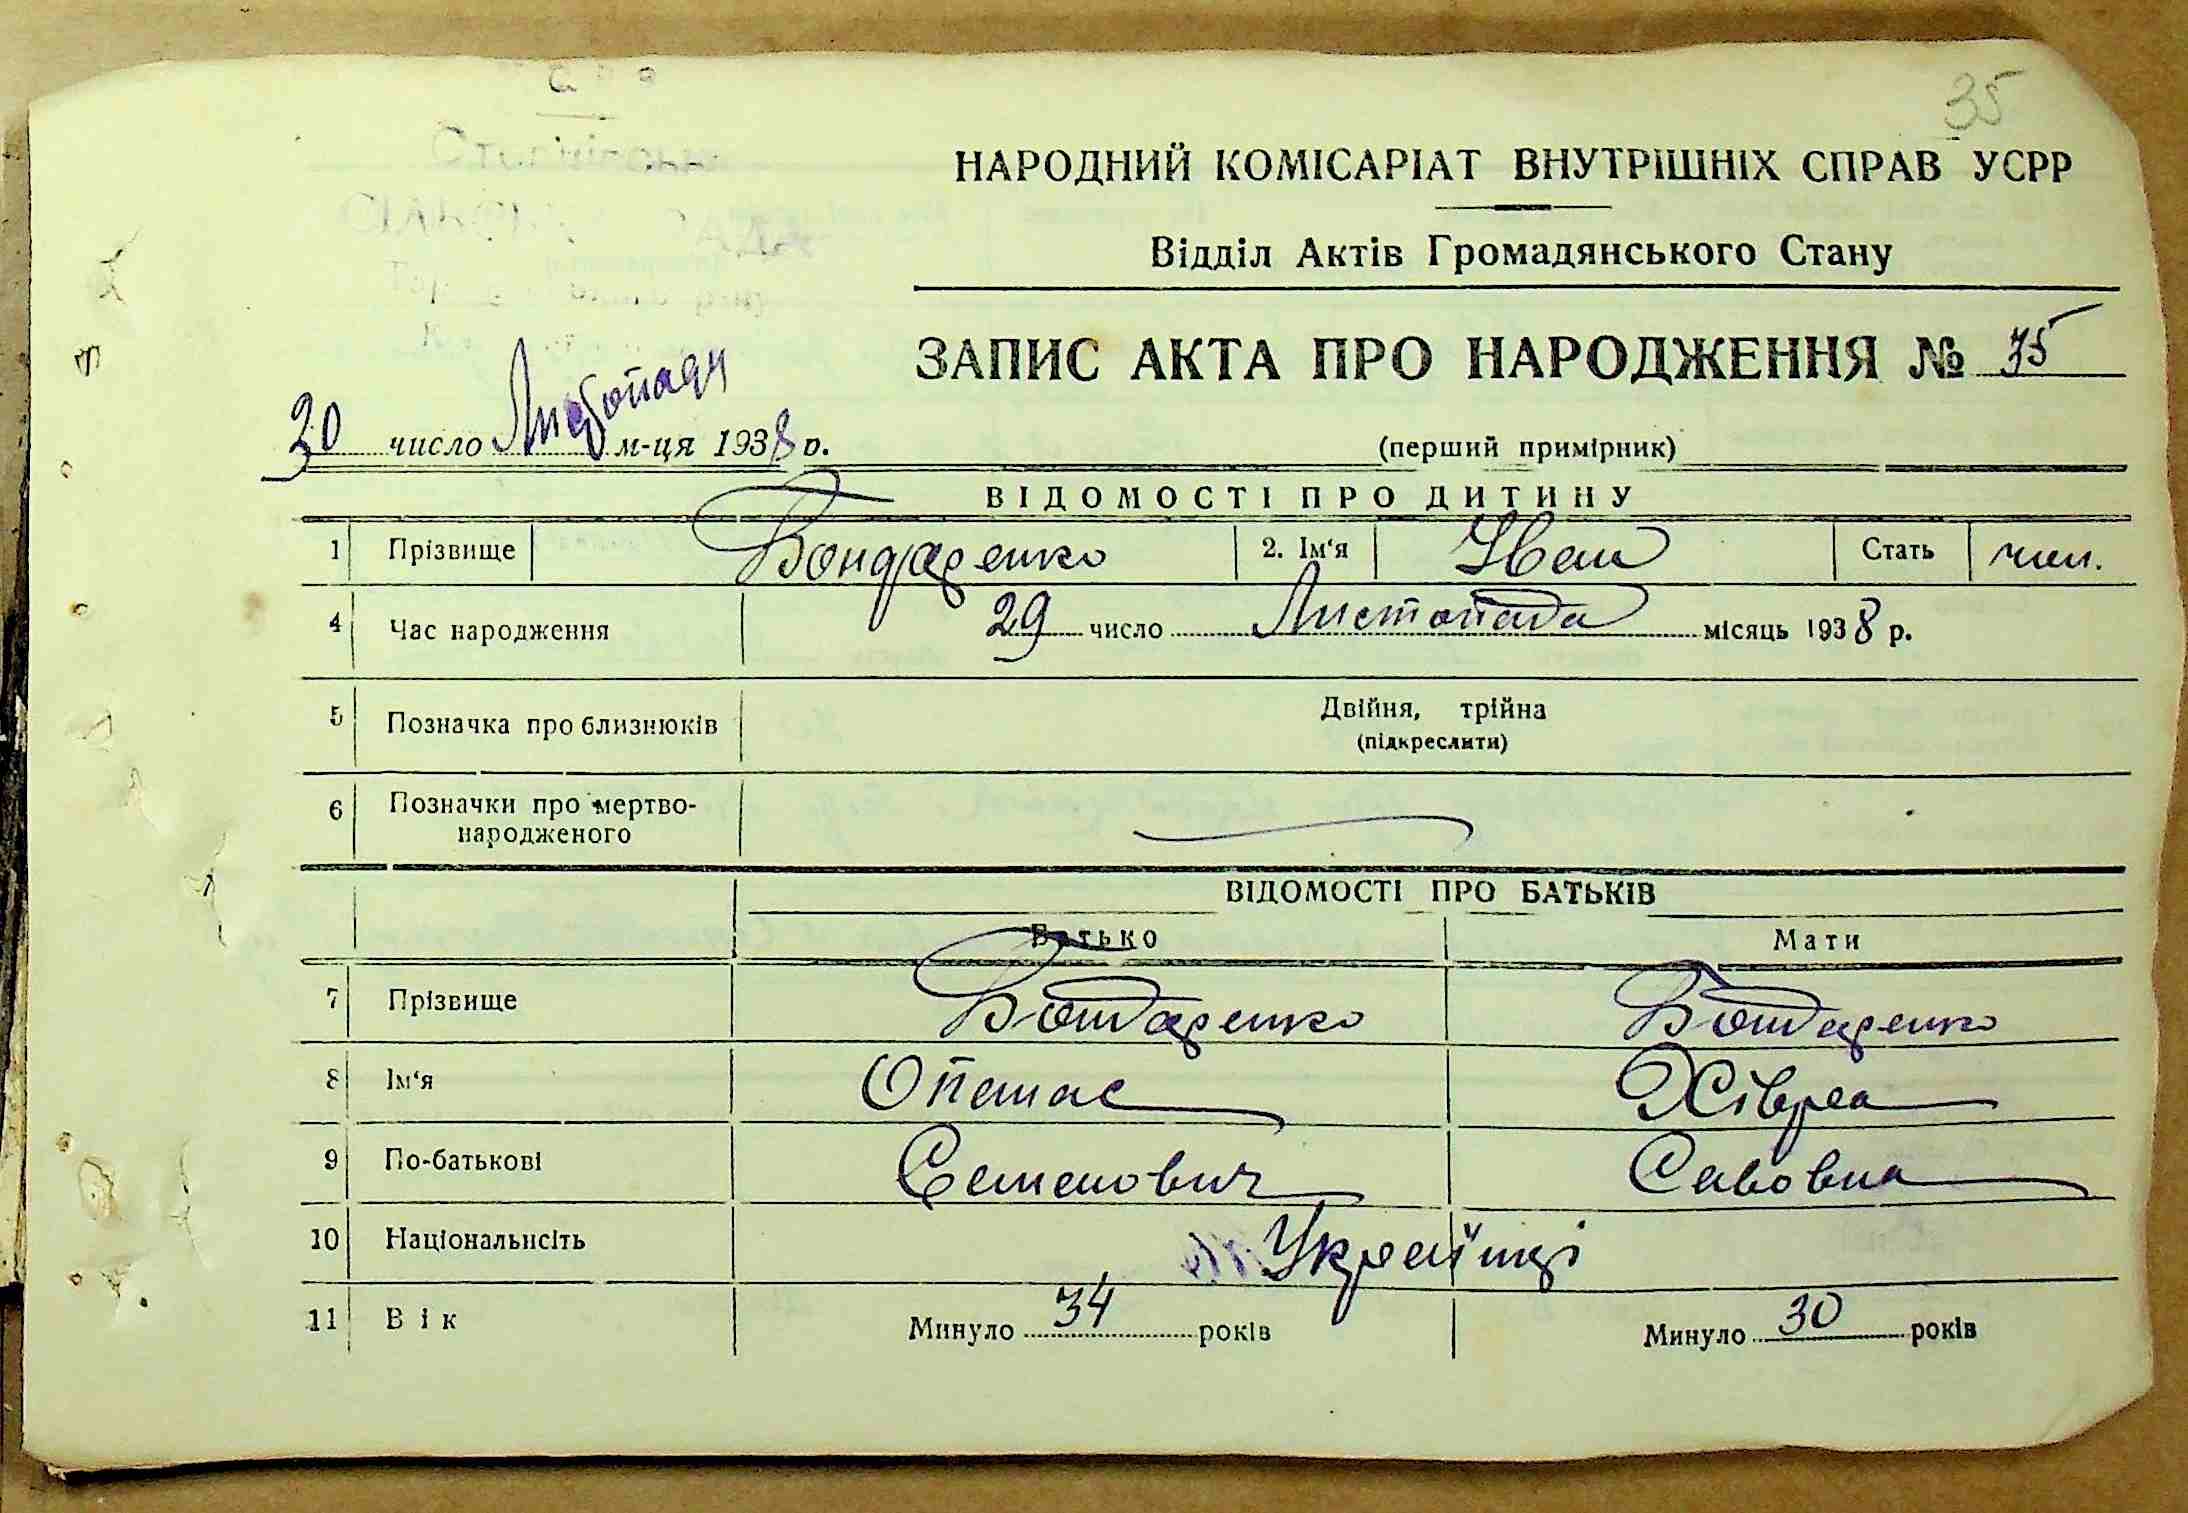 35
НАРОДНИЙ КОМІСАРІАТ ВНУТРІШНІХ СПРАВ УСРР
Відділ Актів Громадянського Стану
ЗАПИС АКТА ПРО НАРОДЖЕННЯ № 35
30 число Листопаду м-ця 1938 р.
(перший примірник)
ВІДОМОСТІ ПРО ДИТИНУ
1 Прізвище Бондаренко 2. Ім'я Іван Стать чол.
4 Час народження 29 число Листопада місяць 1938 р.
5 Позначка про близнюків Двійня, трійна
(підкреслити)
6 Позначки про мертво-
народженого
ВІДОМОСТІ ПРО БАТЬКІВ
Батько Мати
7 Прізвище Бондаренко Бондаренко
8 Ім'я Опанас Хівря
9 По-батькові Семенович Савовна
10 Національність Українці
11 Вік Минуло 34 років Минуло 30 років